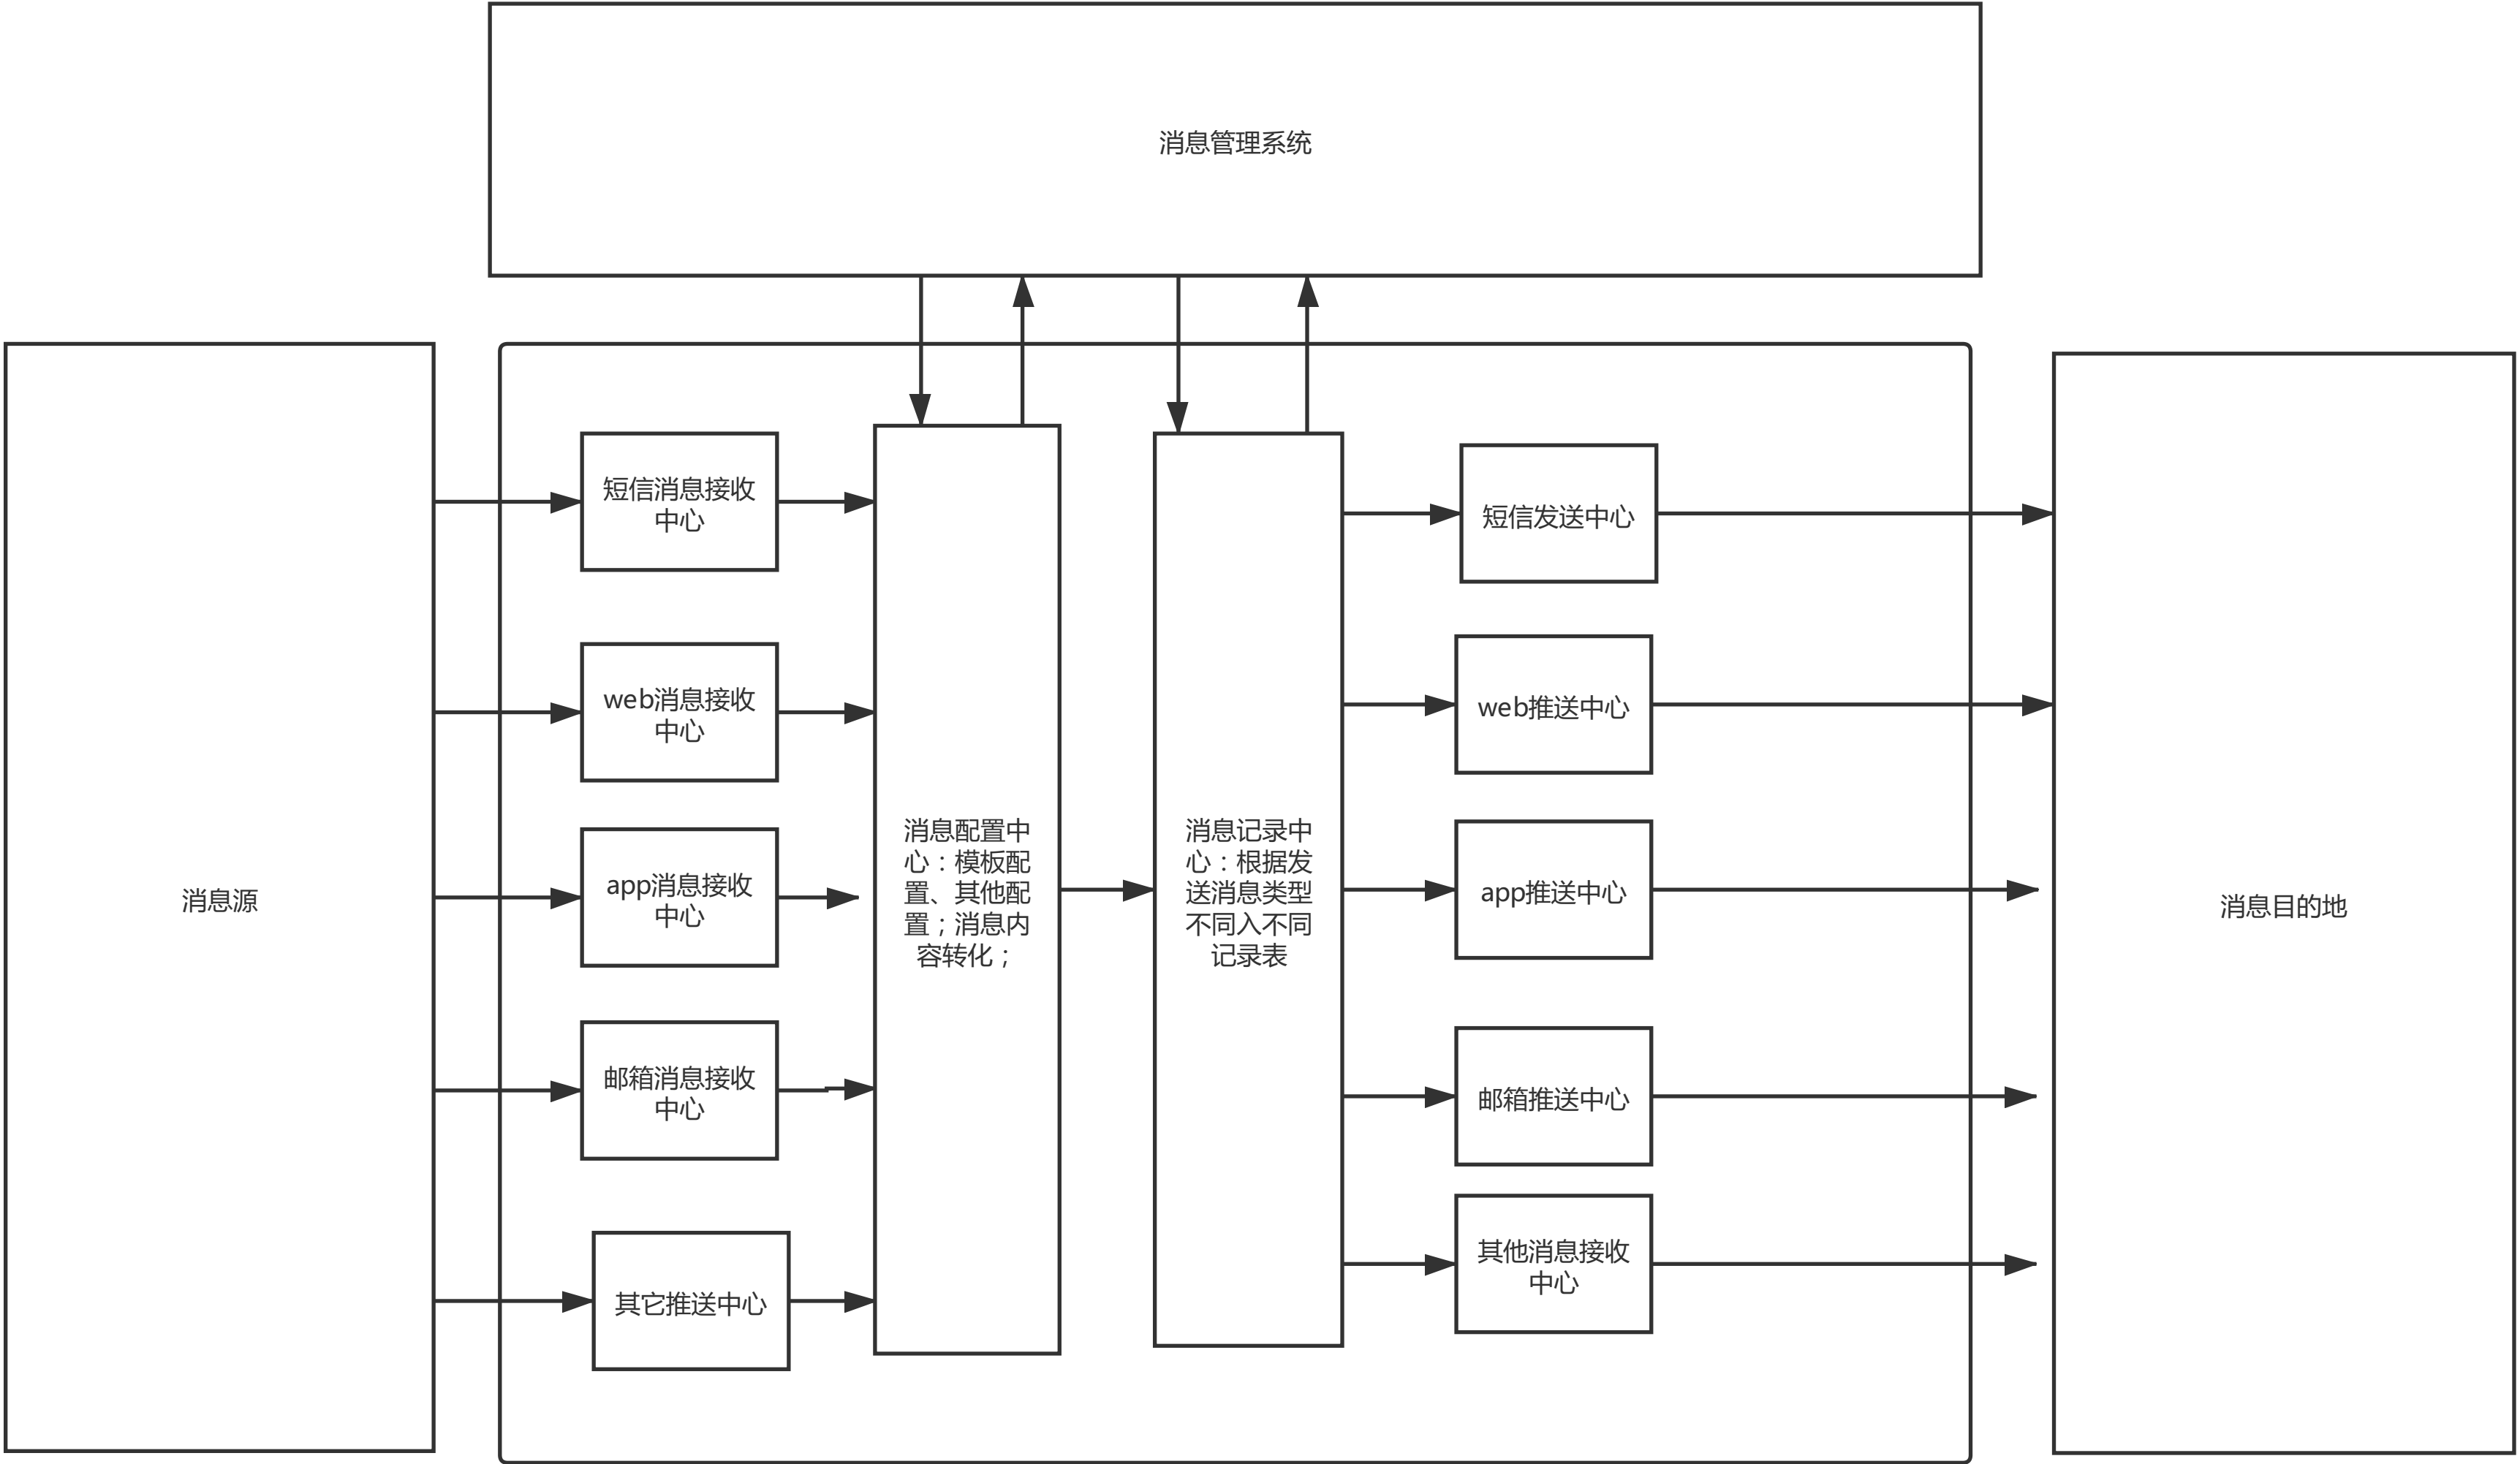 消息管理系统
消息源
短信消息接收
中心
web消息接收
中心
app消息接收
中心
邮箱消息接收
中心
其它推送中心
消息配置中
心：模板配
置、其他配
置；消息内
容转化；
消息记录中
心：根据发
送消息类型
不同入不同
记录表
短信发送中心
web推送中心
app推送中心
邮箱推送中心
其他消息接收
中心
消息目的地